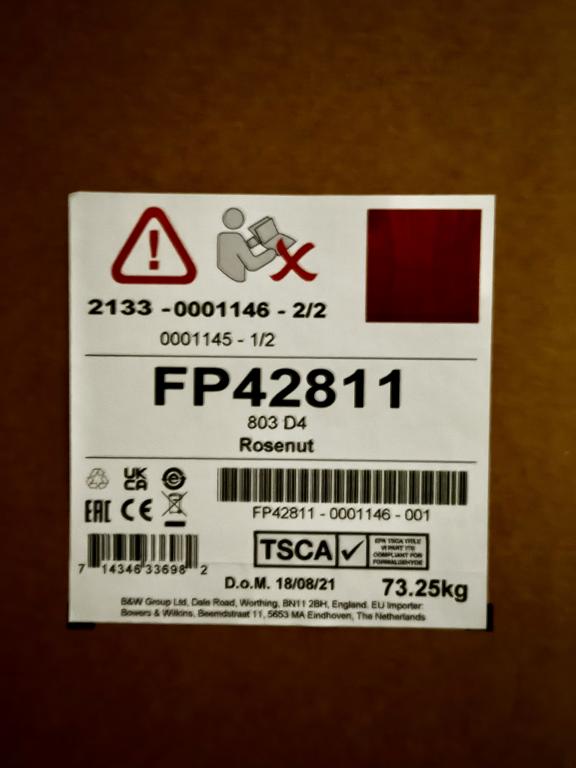 2133 -0001146 - 2/2
0001145 - 1/2
FP42811
803 D4
Rosenut
UK
CA
EAC CE
FP42811 - 0001146 - 001
7 14346 33698 2
TSCA
EPA TSCA TITLE
VI PART 770
COMPLIANT FOR
FORMALDEHYDE
D.o.M. 18/08/21
73.25kg
B&W Group Ltd, Dale Road, Worthing, BN11 2BH, England. EU Importer:
Bowers & Wilkins, Beemdstraat 11, 5653 MA Eindhoven, The Netherlands